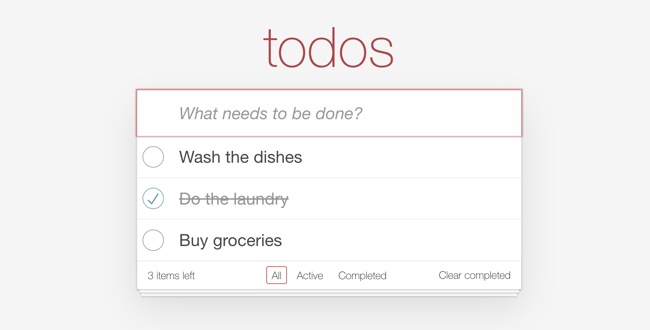 todos
What needs to be done?
Wash the dishes
Do the laundry
Buy groceries
3 items left All Active Completed Clear completed